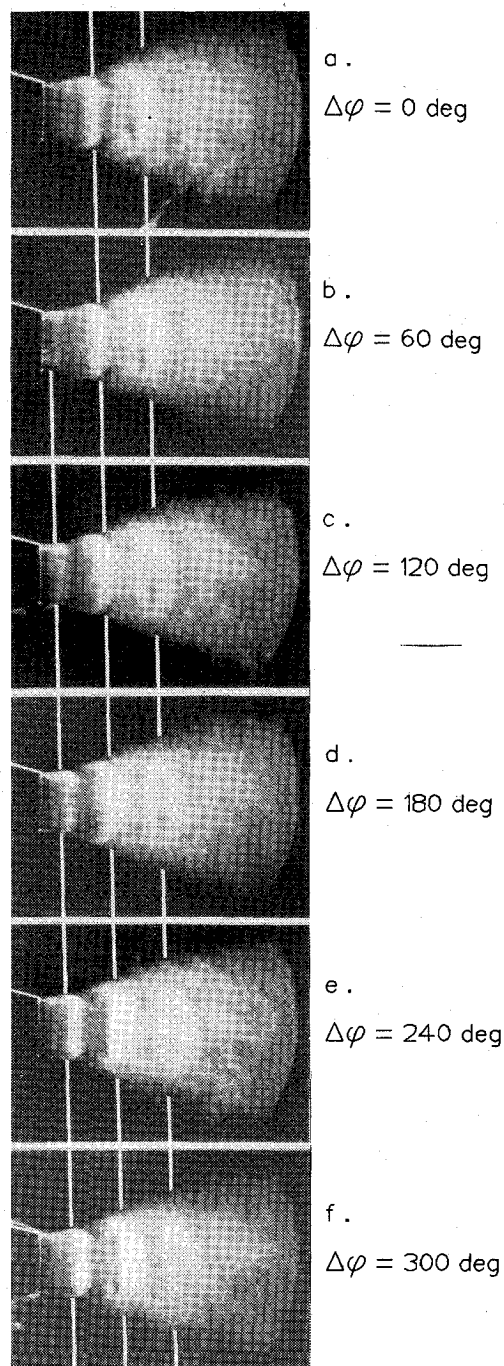 a.
Δφ = 0 deg
b.
Δφ = 60 deg
c.
Δφ = 120 deg
d.
Δφ = 180 deg
e.
Δφ = 240 deg
f.
Δφ = 300 deg